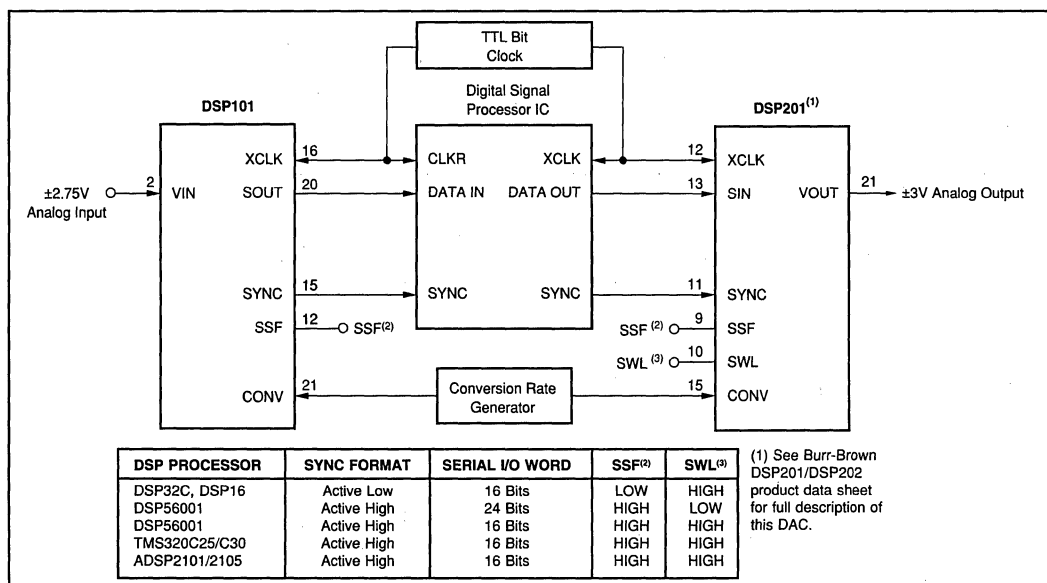 TTL Bit
Clock
Digital Signal
Processor IC
DSP101
DSP201(1)
XCLK
16
CLKR
XCLK
12
XCLK
±2.75V
Analog Input
2
VIN
SOUT
20
DATA IN
DATA OUT
13
SIN
VOUT
21
±3V Analog Output
SYNC
15
SYNC
SYNC
11
SYNC
SSF
12
SSF(2)
SSF (2)
9
SSF
SWL (3)
10
SWL
CONV
21
Conversion Rate
Generator
15
CONV
DSP PROCESSOR SYNC FORMAT SERIAL I/O WORD SSF(2) SWL(3)
DSP32C, DSP16 Active Low 16 Bits LOW HIGH
DSP56001 Active High 24 Bits HIGH LOW
DSP56001 Active High 16 Bits HIGH HIGH
TMS320C25/C30 Active High 16 Bits HIGH HIGH
ADSP2101/2105 Active High 16 Bits HIGH HIGH
(1) See Burr-Brown
DSP201/DSP202
product data sheet
for full description of
this DAC.